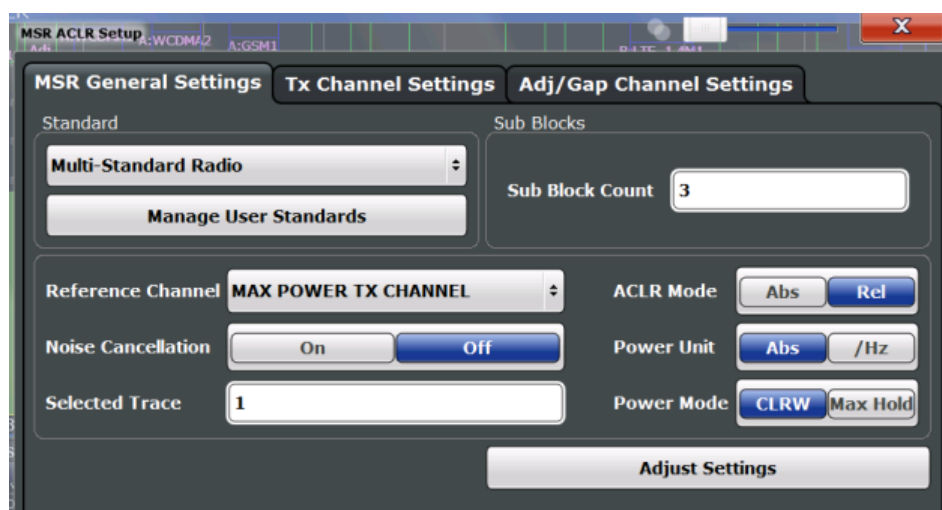 MSR ACLR Setup
A:WCDMA2
A:GSM1
Adj
X
MSR General Settings
Tx Channel Settings
Adj/Gap Channel Settings
Standard
Sub Blocks
Multi-Standard Radio
Sub Block Count
3
Manage User Standards
Reference Channel
MAX POWER TX CHANNEL
ACLR Mode
Abs
Rel
Noise Cancellation
On
Off
Power Unit
Abs
/Hz
Selected Trace
1
Power Mode
CLRW
Max Hold
Adjust Settings